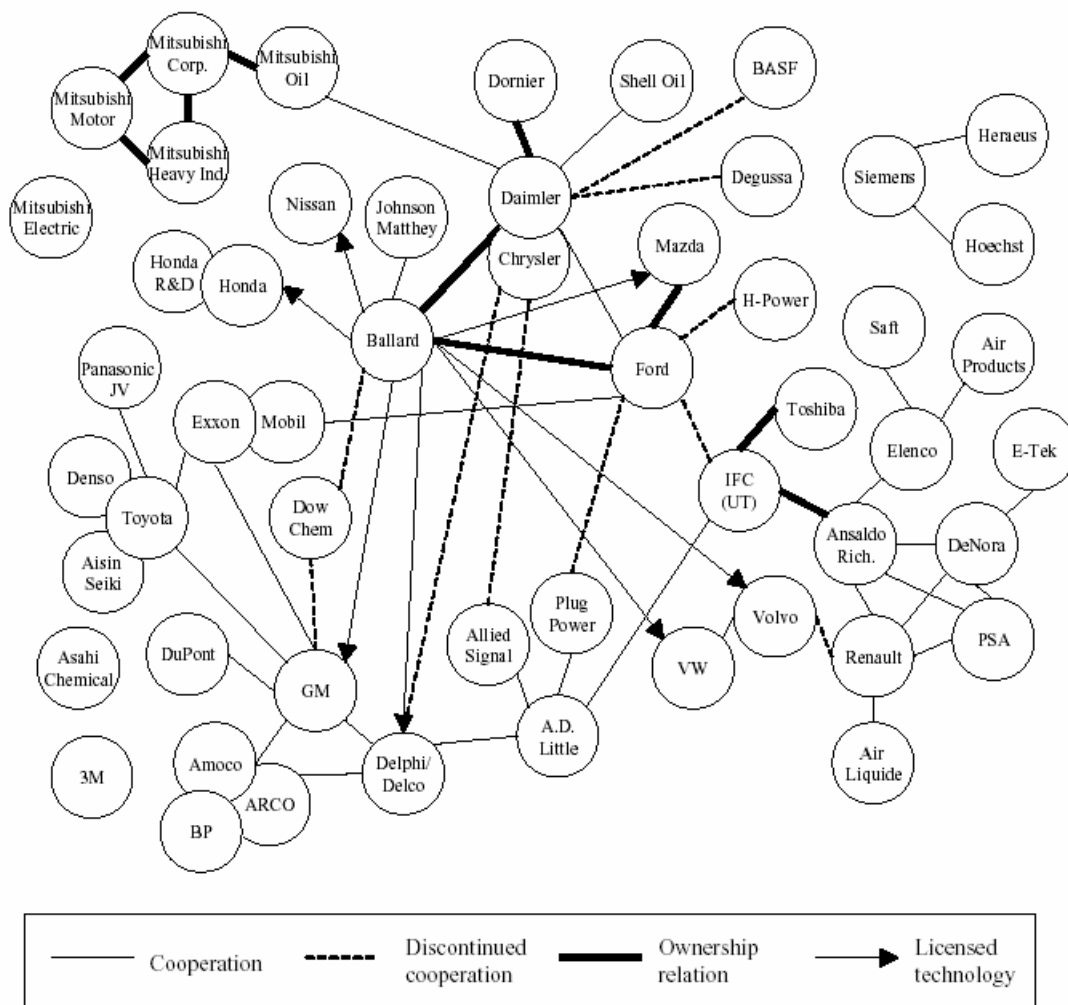 Mitsubishi
Corp.
Mitsubishi
Oil
Mitsubishi
Motor
Mitsubishi
Heavy Ind.
Mitsubishi
Electric
Dornier
Shell Oil
BASF
Daimler
Chrysler
Degussa
Siemens
Heraeus
Hoechst
Nissan
Johnson
Matthey
Mazda
Honda
R&D
Honda
H-Power
Ballard
Ford
Saft
Air
Products
Panasonic
JV
Exxon
Mobil
Toshiba
Elenco
E-Tek
Denso
Toyota
Aisin
Seiki
Dow
Chem
IFC
(UT)
Ansaldo
Rich.
DeNora
Asahi
Chemical
DuPont
GM
Allied
Signal
Plug
Power
VW
Volvo
Renault
PSA
3M
Amoco
ARCO
BP
Delphi/
Delco
A.D.
Little
Air
Liquide
Cooperation
Discontinued
cooperation
Ownership
relation
Licensed
technology